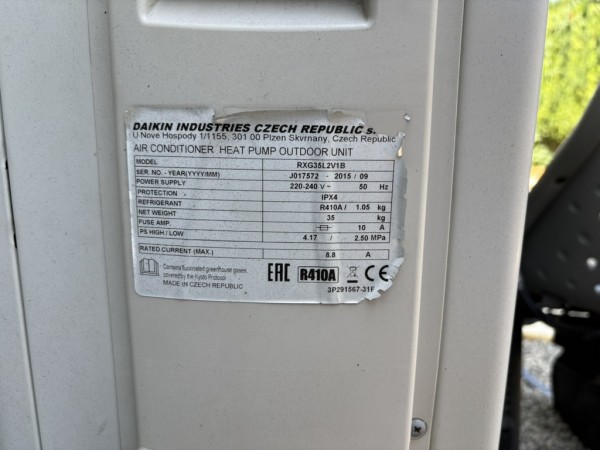 DAIKIN INDUSTRIES CZECH REPUBLIC s.
U Nove Hospody 1/1155, 301 00 Plzen Skvrnany, Czech Republic
AIR CONDITIONER HEAT PUMP OUTDOOR UNIT
MODEL RXG35L2V1B
SER. NO. - YEAR(YYYY/MM) J017572 - 2015 / 09
POWER SUPPLY 220-240 V ~ 50 Hz
PROTECTION IPX4
REFRIGERANT R410A / 1.05 kg
NET WEIGHT 35 kg
FUSE AMP. 10 A
PS HIGH / LOW 4.17 / 2.50 MPa
RATED CURRENT (MAX.) 8.8 A
Contains fluorinated greenhouse gases
covered by the Kyoto Protocol
MADE IN CZECH REPUBLIC
EAC R410A CE
3P291567-31F